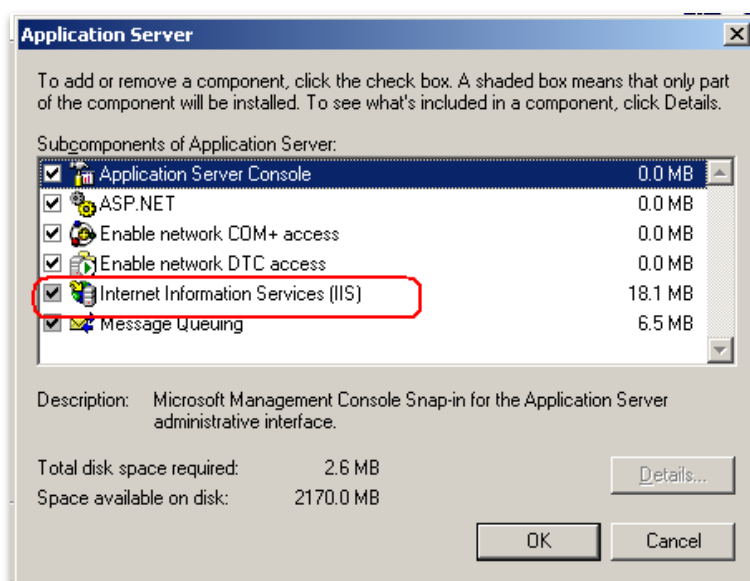 Application Server
To add or remove a component, click the check box. A shaded box means that only part
of the component will be installed. To see what's included in a component, click Details.
Subcomponents of Application Server:
Application Server Console 0.0 MB
ASP.NET 0.0 MB
Enable network COM+ access 0.0 MB
Enable network DTC access 0.0 MB
Internet Information Services (IIS) 18.1 MB
Message Queuing 6.5 MB
Description: Microsoft Management Console Snap-in for the Application Server
administrative interface.
Total disk space required: 2.6 MB
Details...
Space available on disk: 2170.0 MB
OK Cancel